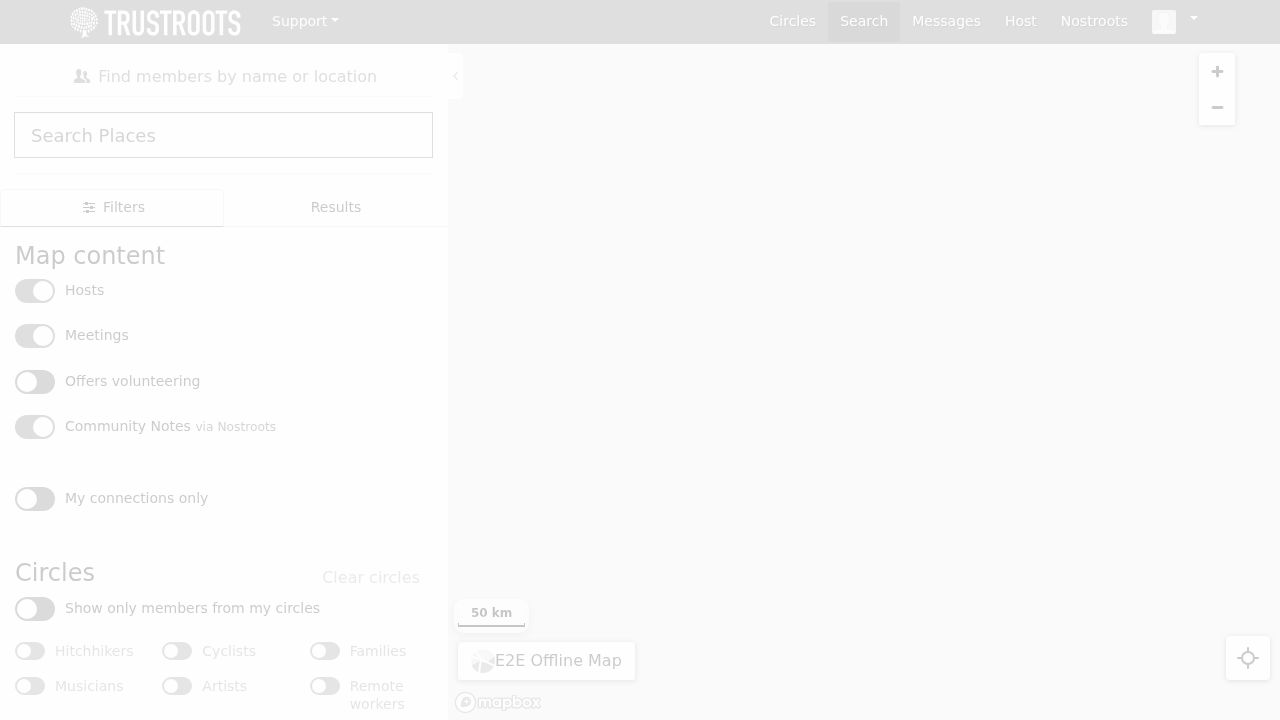 TRUSTROOTS
Support
Circles
Search
Messages
Host
Nostroots
Find members by name or location
Search Places
Filters
Results
Map content
Hosts
Meetings
Offers volunteering
Community Notes via Nostroots
My connections only
Circles
Clear circles
Show only members from my circles
Hitchhikers
Cyclists
Families
Musicians
Artists
Remote
workers
50 km
E2E Offline Map
mapbox